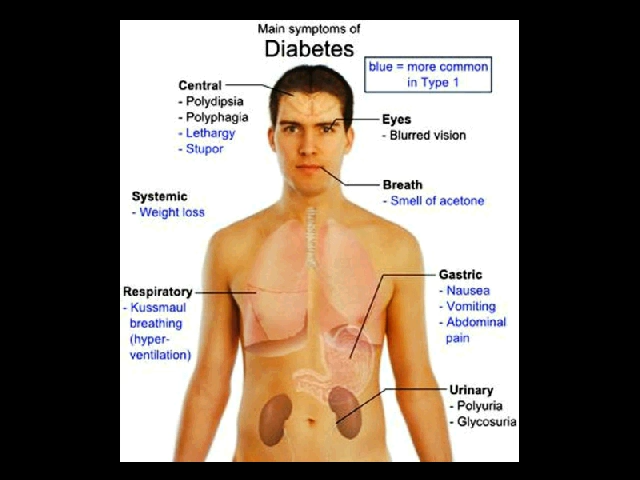 Main symptoms of
Diabetes
blue = more common
in Type 1
Central
- Polydipsia
- Polyphagia
- Lethargy
- Stupor
Eyes
- Blurred vision
Breath
- Smell of acetone
Systemic
- Weight loss
Respiratory
- Kussmaul
breathing
(hyper-
ventilation)
Gastric
- Nausea
- Vomiting
- Abdominal
pain
Urinary
- Polyuria
- Glycosuria